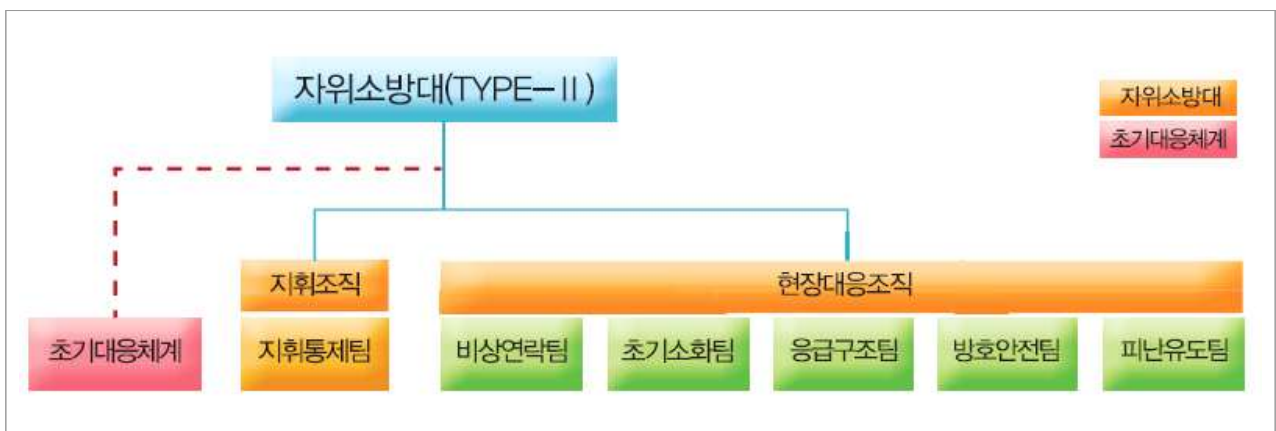 자위소방대(TYPE-Ⅱ)
자위소방대
초기대응체계
지휘조직
현장대응조직
초기대응체계
지휘통제팀
비상연락팀
초기소화팀
응급구조팀
방호안전팀
피난유도팀